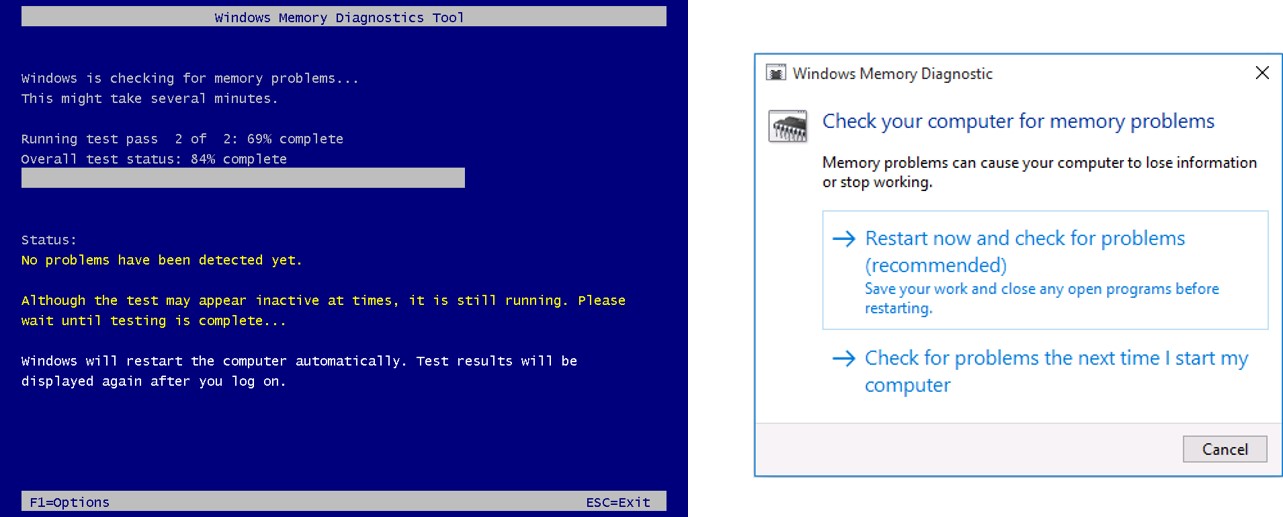 Windows Memory Diagnostics Tool
Windows is checking for memory problems...
This might take several minutes.
Running test pass  2 of  2: 69% complete
Overall test status: 84% complete
Status:
No problems have been detected yet.
Although the test may appear inactive at times, it is still running. Please
wait until testing is complete...
Windows will restart the computer automatically. Test results will be
displayed again after you log on.
F1=Options
ESC=Exit
Windows Memory Diagnostic
Check your computer for memory problems
Memory problems can cause your computer to lose information
or stop working.
Restart now and check for problems
(recommended)
Save your work and close any open programs before
restarting.
Check for problems the next time I start my
computer
Cancel